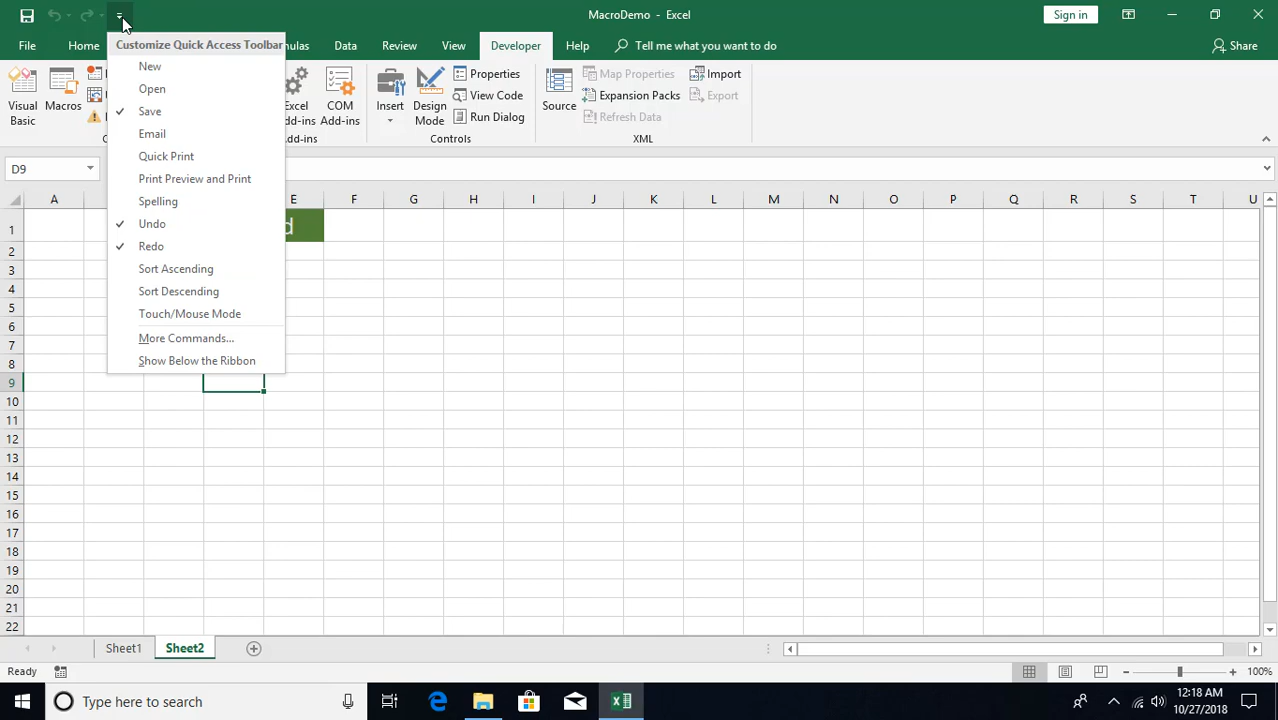 MacroDemo - Excel
Sign in
File Home ulas Data Review View Developer Help Tell me what you want to do Share
Customize Quick Access Toolbar
New
Open
Save
Email
Quick Print
Print Preview and Print
Spelling
Undo
Redo
Sort Ascending
Sort Descending
Touch/Mouse Mode
More Commands...
Show Below the Ribbon
Visual Basic
Macros
Excel
dd-ins
COM
Add-ins
dd-ins
Insert
Design Mode
Properties
View Code
Run Dialog
Controls
Source
Map Properties
Expansion Packs
Refresh Data
Import
Export
XML
D9
A E F G H I J K L M N O P Q R S T U
1 d
2
3
4
5
6
7
8
9
10
11
12
13
14
15
16
17
18
19
20
21
22
Sheet1 Sheet2
Ready 100%
Type here to search
12:18 AM
10/27/2018